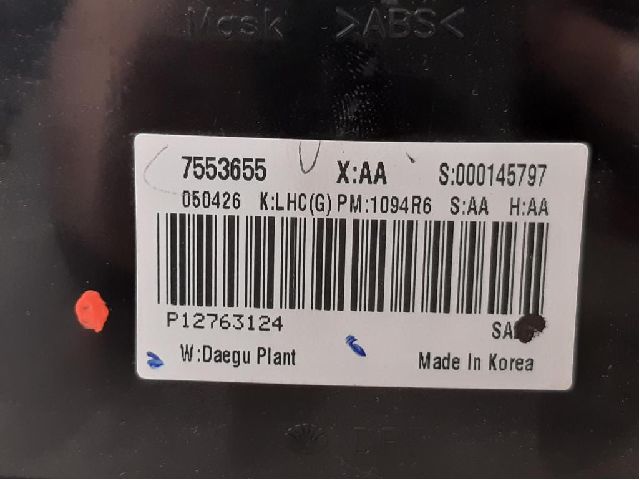 Mask >ABS<
7553655 X:AA S:000145797
050426 K:LHC(G) PM:1094R6 S:AA H:AA
P12763124
W:Daegu Plant Made In Korea